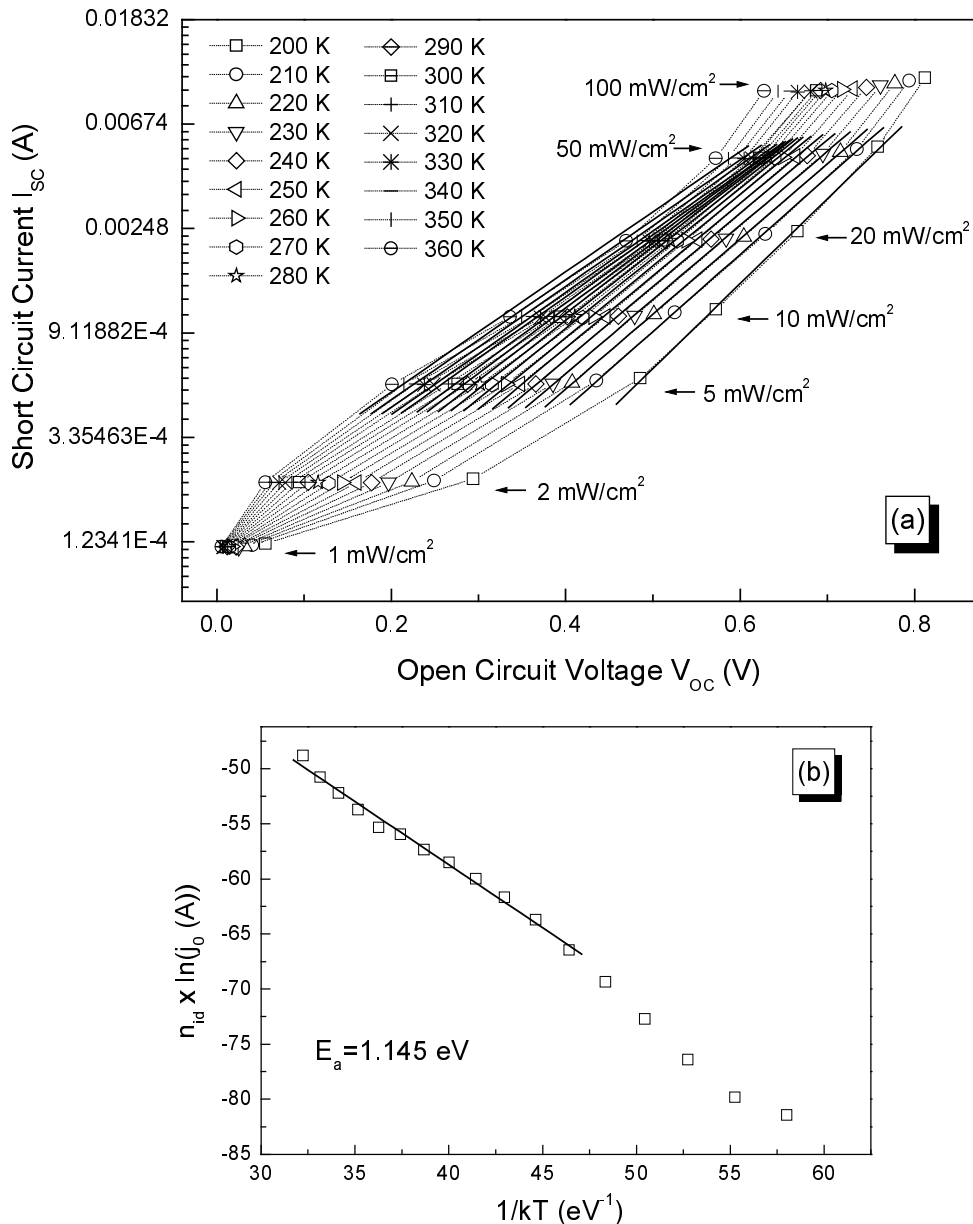 0.01832
0.00674
0.00248
9.11882E-4
3.35463E-4
1.2341E-4
Short Circuit Current I_SC (A)
200 K
210 K
220 K
230 K
240 K
250 K
260 K
270 K
280 K
290 K
300 K
310 K
320 K
330 K
340 K
350 K
360 K
100 mW/cm²
50 mW/cm²
20 mW/cm²
10 mW/cm²
5 mW/cm²
2 mW/cm²
1 mW/cm²
(a)
0.0 0.2 0.4 0.6 0.8
Open Circuit Voltage V_OC (V)
(b)
-50
-55
-60
-65
-70
-75
-80
-85
n_id x ln(j_0 (A))
E_a=1.145 eV
30 35 40 45 50 55 60
1/kT (eV⁻¹)